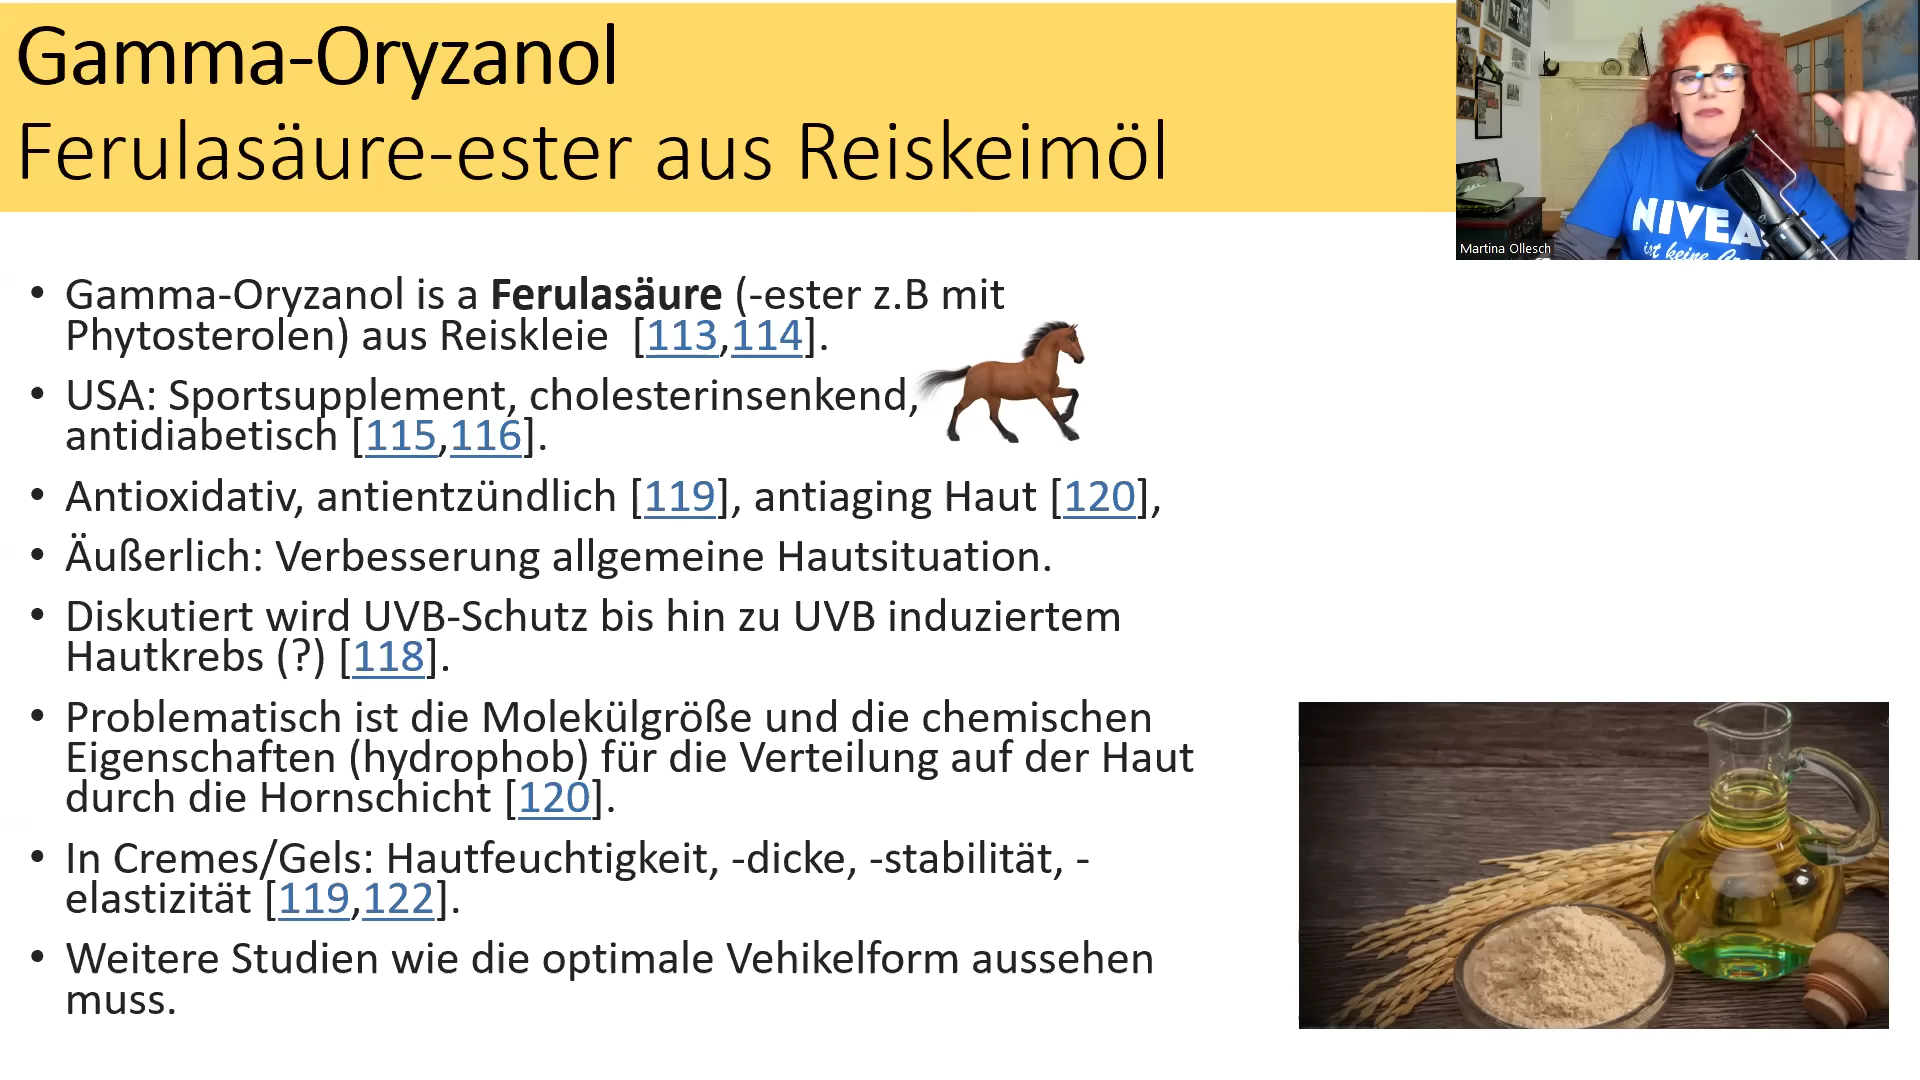 Gamma-Oryzanol
Ferulasäure-ester aus Reiskeimöl
• Gamma-Oryzanol is a Ferulasäure (-ester z.B mit
Phytosterolen) aus Reiskleie [113,114].
• USA: Sportsupplement, cholesterinsenkend,
antidiabetisch [115,116].
• Antioxidativ, antientzündlich [119], antiaging Haut [120],
• Äußerlich: Verbesserung allgemeine Hautsituation.
• Diskutiert wird UVB-Schutz bis hin zu UVB induziertem
Hautkrebs (?) [118].
• Problematisch ist die Molekülgröße und die chemischen
Eigenschaften (hydrophob) für die Verteilung auf der Haut
durch die Hornschicht [120].
• In Cremes/Gels: Hautfeuchtigkeit, -dicke, -stabilität, -
elastizität [119,122].
• Weitere Studien wie die optimale Vehikelform aussehen
muss.
NIVEA
ist keine
Martina Ollesch